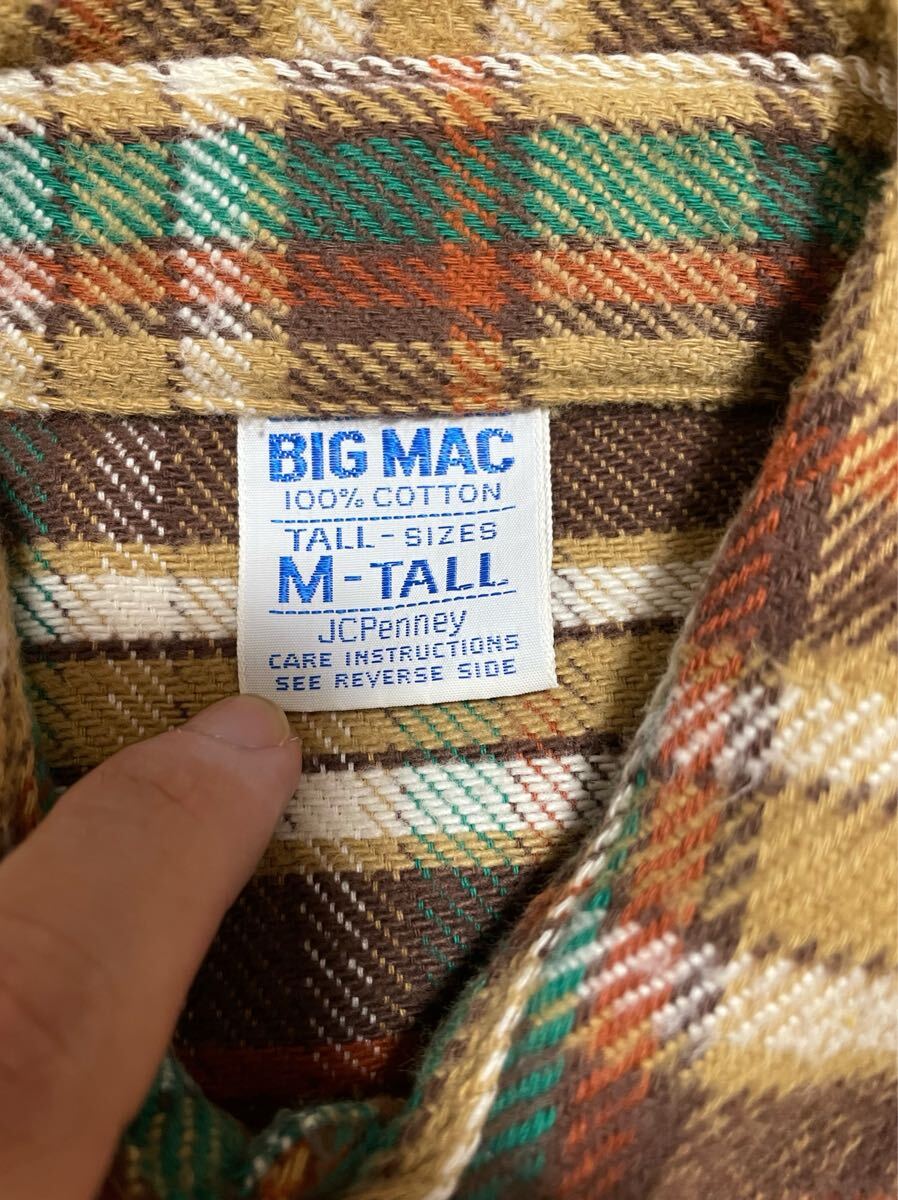 BIG MAC
100% COTTON
TALL-SIZES
M-TALL
JCPenney
CARE INSTRUCTIONS
SEE REVERSE SIDE